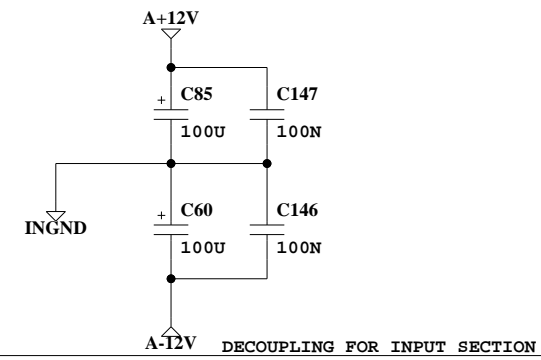 A+12V
+ C85 C147
100U 100N
INGND
+ C60 C146
100U 100N
A-12V DECOUPLING FOR INPUT SECTION